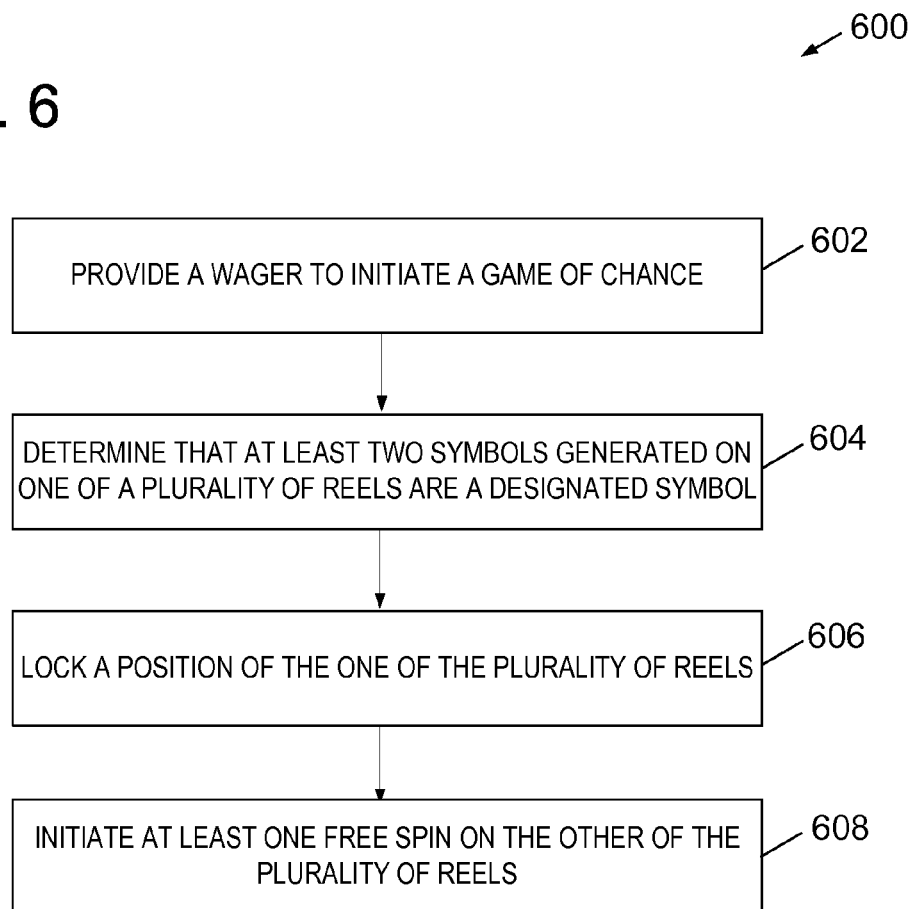 600
. 6
602
PROVIDE A WAGER TO INITIATE A GAME OF CHANCE
604
DETERMINE THAT AT LEAST TWO SYMBOLS GENERATED ON
ONE OF A PLURALITY OF REELS ARE A DESIGNATED SYMBOL
606
LOCK A POSITION OF THE ONE OF THE PLURALITY OF REELS
608
INITIATE AT LEAST ONE FREE SPIN ON THE OTHER OF THE
PLURALITY OF REELS